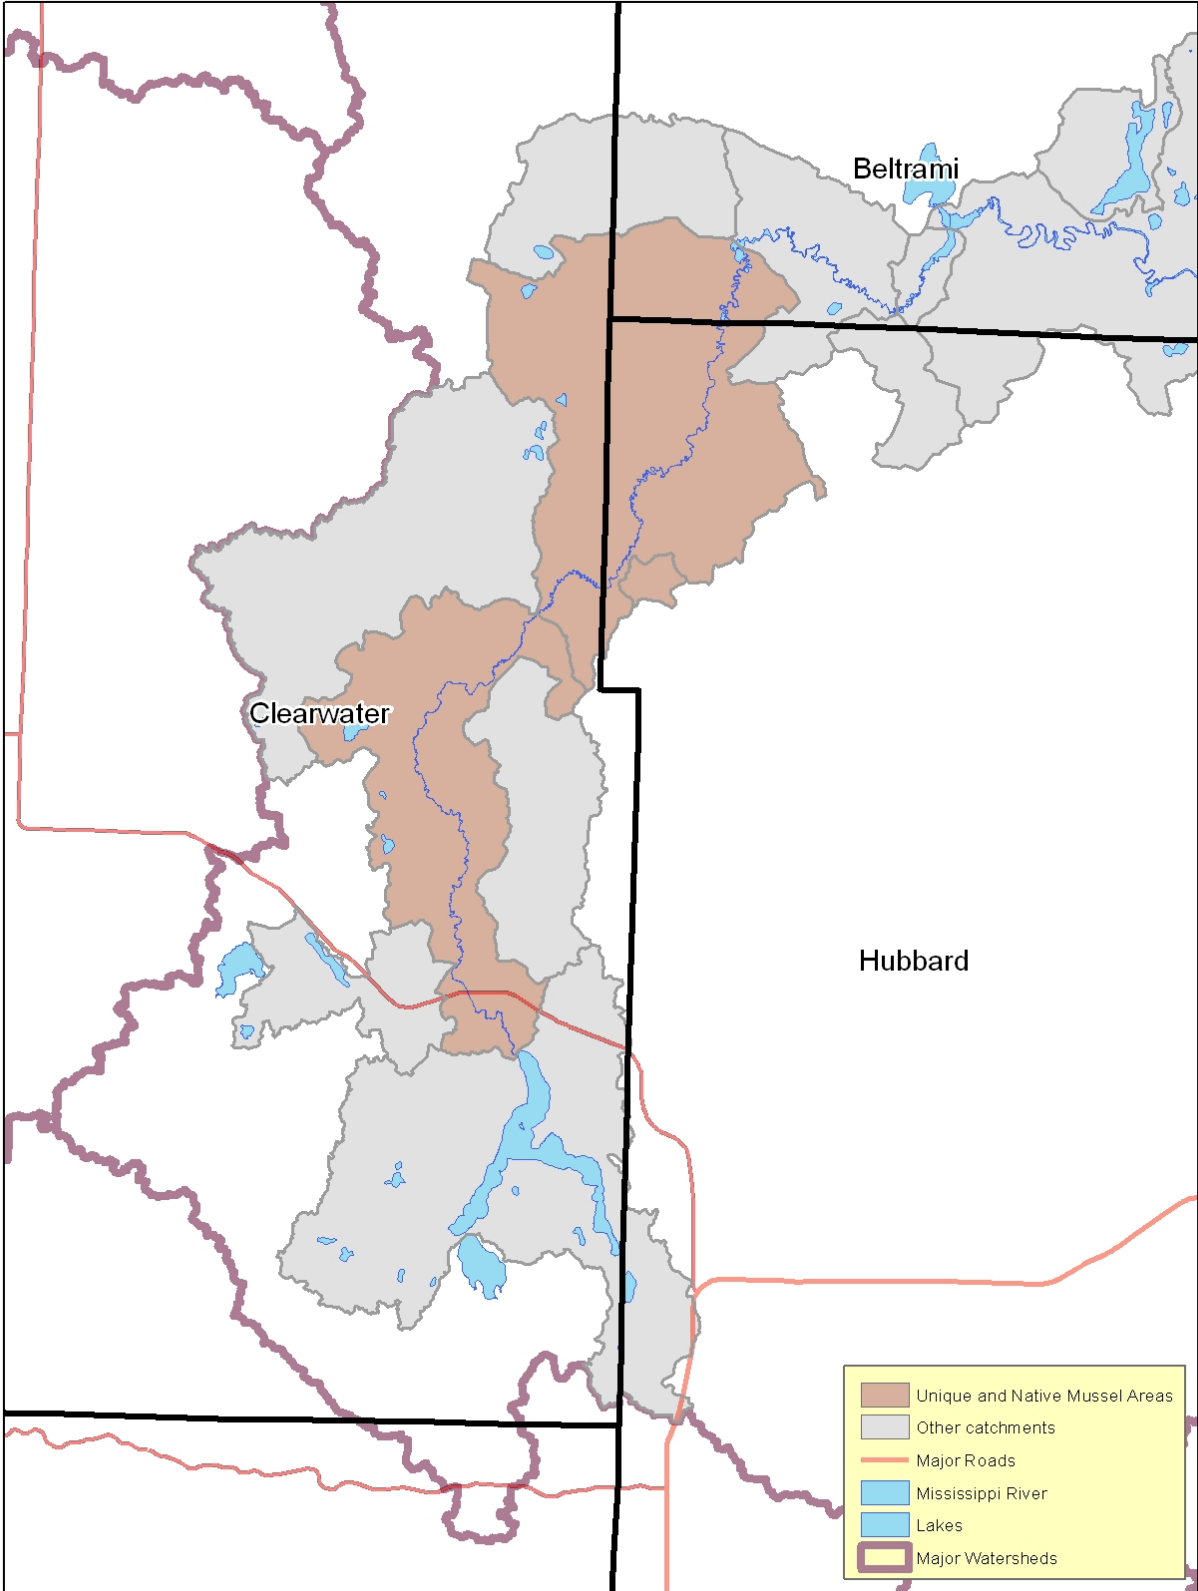 Beltrami
Clearwater
Hubbard
Unique and Native Mussel Areas
Other catchments
Major Roads
Mississippi River
Lakes
Major Watersheds